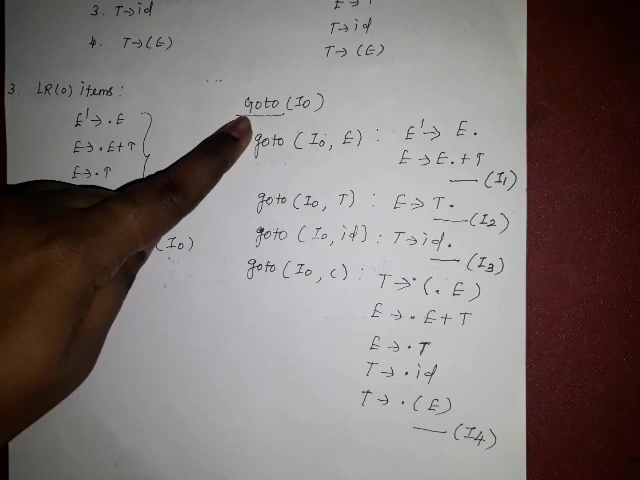 3. T→id
E→T
T→id
4. T→(E)
T→(E)
3. LR(0) items:
E'→.E
E→.E+T
E→.T
(I0)
goto (I0)
goto (I0, E) : E'→ E.
E→E.+T
(I1)
goto (I0, T) : E→T.
(I2)
goto (I0, id) : T→id.
(I3)
goto (I0, c) : T→(.E)
E→.E+T
E→.T
T→.id
T→.(E)
(I4)